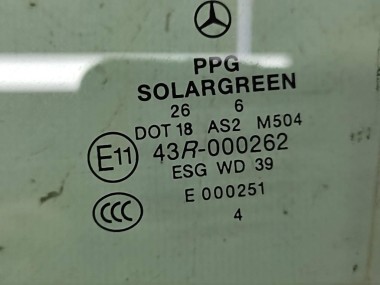 PPG
SOLARGREEN
26 6
DOT 18 AS2 M504
E11 43R-000262
ESG WD 39
CCC E 000251
4